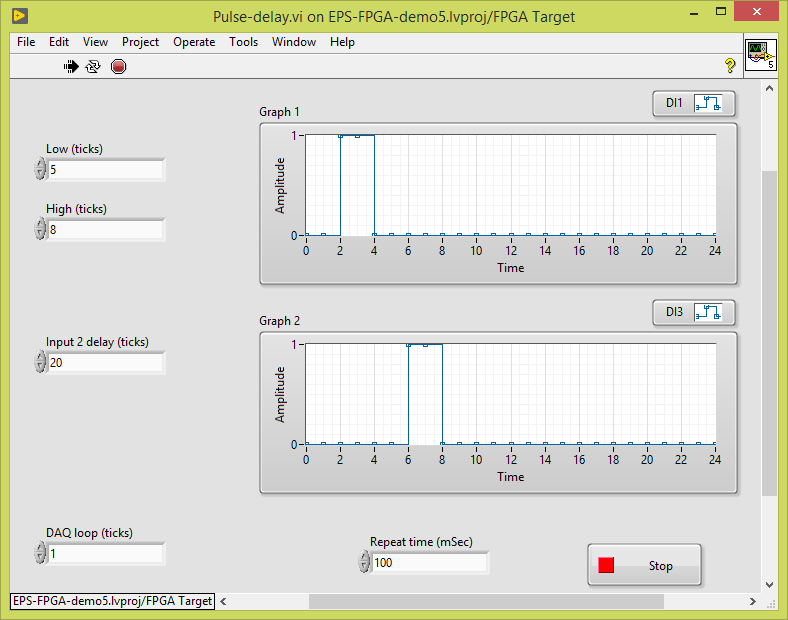 Pulse-delay.vi on EPS-FPGA-demo5.lvproj/FPGA Target
File Edit View Project Operate Tools Window Help
? 5
DI1
Graph 1
Low (ticks)
5
High (ticks)
8
Amplitude
1
0
0 2 4 6 8 10 12 14 16 18 20 22 24
Time
DI3
Graph 2
Input 2 delay (ticks)
20
Amplitude
1
0
0 2 4 6 8 10 12 14 16 18 20 22 24
Time
DAQ loop (ticks)
1
Repeat time (mSec)
100
Stop
EPS-FPGA-demo5.lvproj/FPGA Target